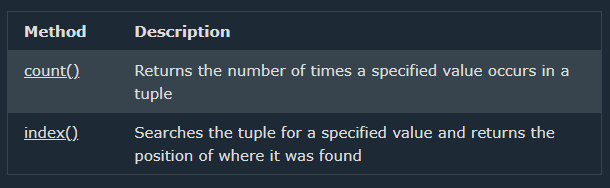 Method Description
count() Returns the number of times a specified value occurs in a
tuple
index() Searches the tuple for a specified value and returns the
position of where it was found